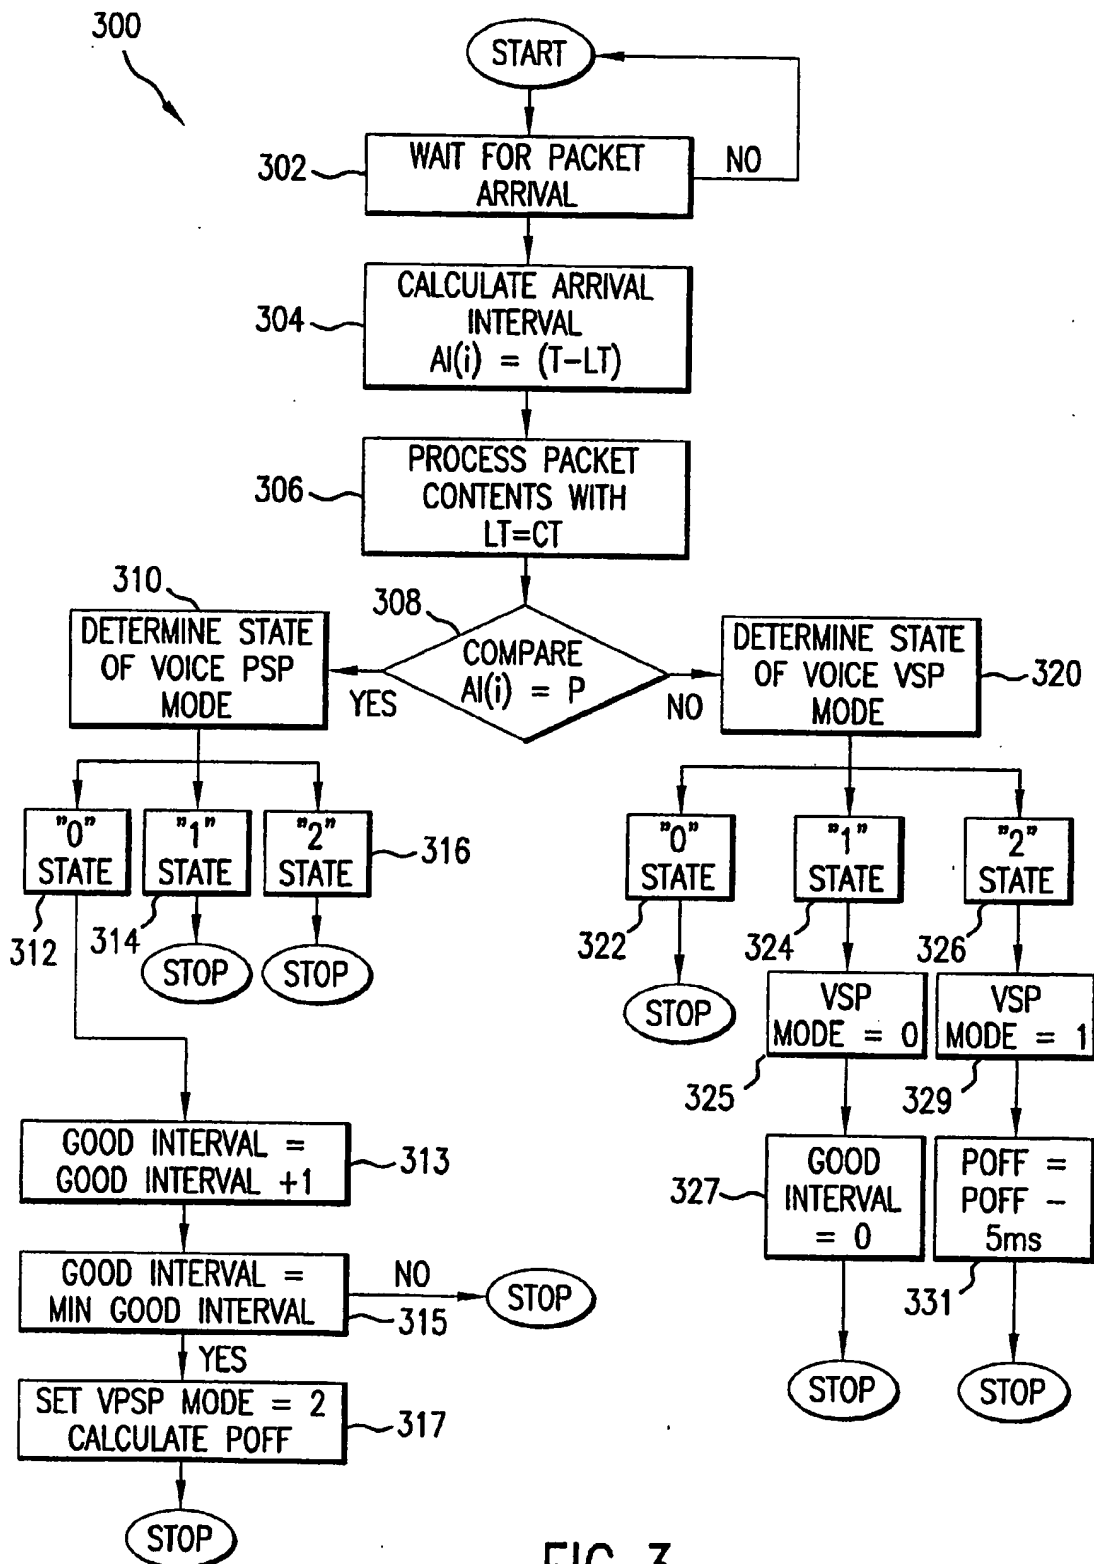 300
START
302
WAIT FOR PACKET
ARRIVAL
NO
304
CALCULATE ARRIVAL
INTERVAL
AI(i) = (T-LT)
306
PROCESS PACKET
CONTENTS WITH
LT=CT
308
COMPARE
AI(i) = P
YES
NO
310
DETERMINE STATE
OF VOICE PSP
MODE
DETERMINE STATE
OF VOICE VSP
MODE
320
"0"
STATE
312
"1"
STATE
314
"2"
STATE
316
STOP
STOP
"0"
STATE
322
"1"
STATE
324
"2"
STATE
326
STOP
VSP
MODE = 0
325
VSP
MODE = 1
329
GOOD INTERVAL =
GOOD INTERVAL +1
313
327
GOOD
INTERVAL
= 0
POFF =
POFF -
5ms
331
GOOD INTERVAL =
MIN GOOD INTERVAL
315
NO
STOP
YES
STOP
STOP
SET VPSP MODE = 2
CALCULATE POFF
317
STOP
FIG. 3